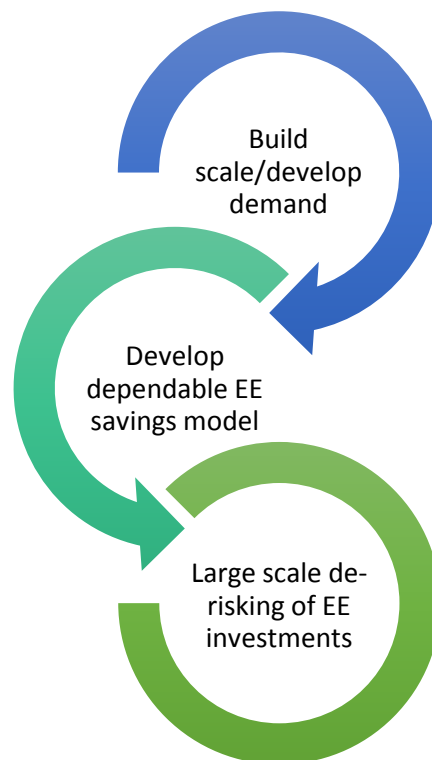 Build
scale/develop
demand
Develop
dependable EE
savings model
Large scale de-
risking of EE
investments